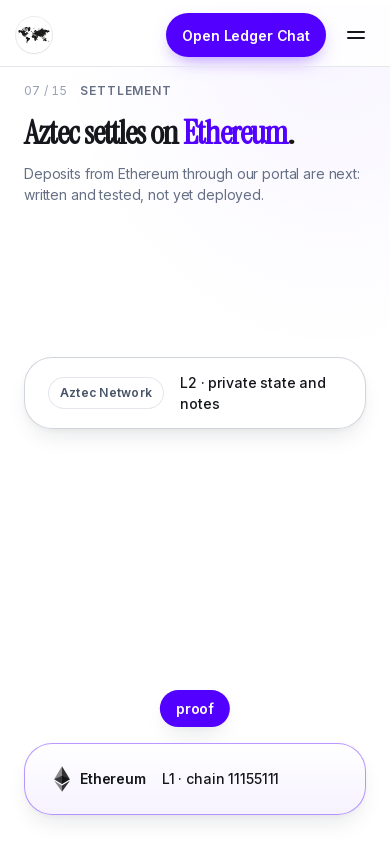 Open Ledger Chat
07 / 15 SETTLEMENT
Aztec settles on Ethereum.
Deposits from Ethereum through our portal are next:
written and tested, not yet deployed.
Aztec Network
L2 · private state and
notes
proof
Ethereum L1 · chain 11155111